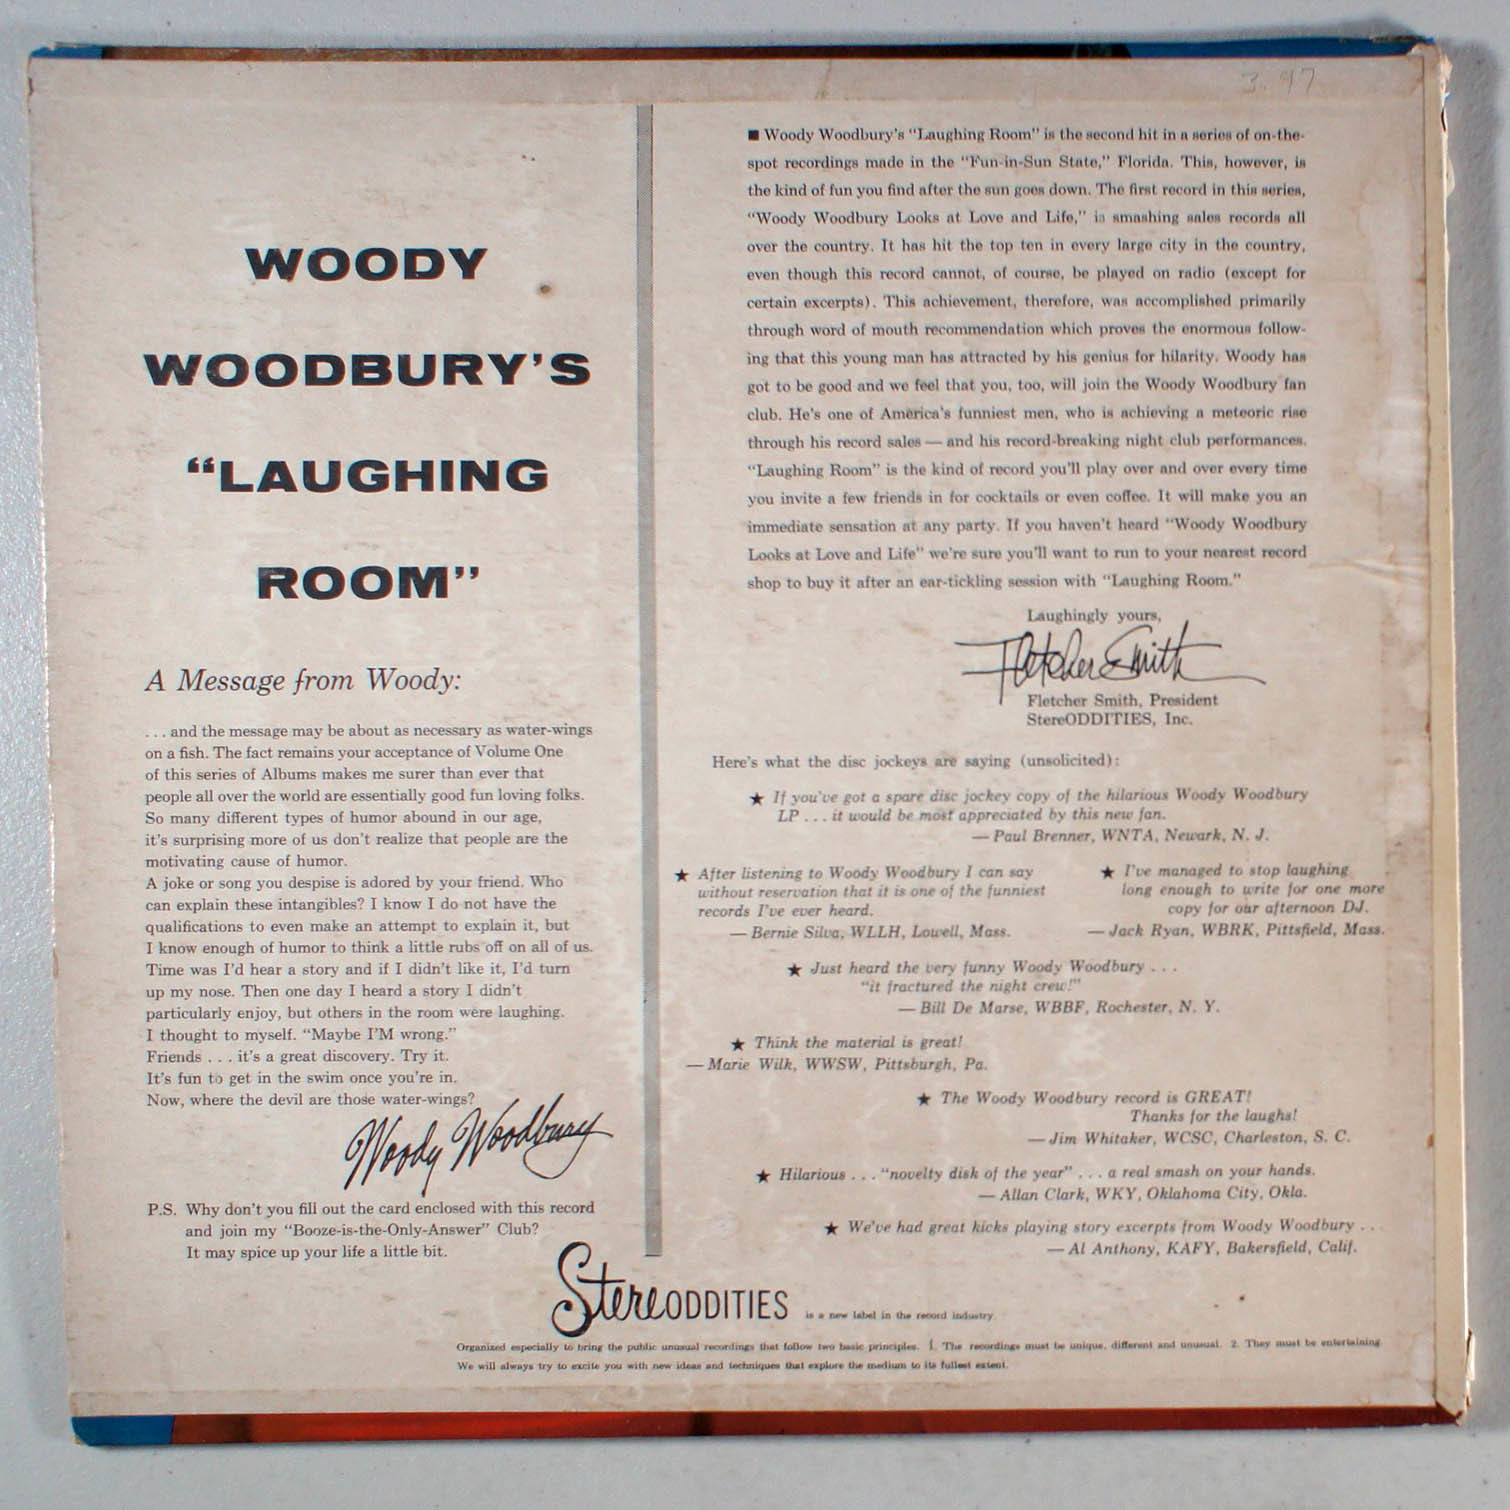 3.97
WOODY
WOODBURY'S
"LAUGHING
ROOM"
A Message from Woody:
. . . and the message may be about as necessary as water-wings
on a fish. The fact remains your acceptance of Volume One
of this series of Albums makes me surer than ever that
people all over the world are essentially good fun loving folks.
So many different types of humor abound in our age,
it's surprising more of us don't realize that people are the
motivating cause of humor.
A joke or song you despise is adored by your friend. Who
can explain these intangibles? I know I do not have the
qualifications to even make an attempt to explain it, but
I know enough of humor to think a little rubs off on all of us.
Time was I'd hear a story and if I didn't like it, I'd turn
up my nose. Then one day I heard a story I didn't
particularly enjoy, but others in the room were laughing.
I thought to myself. "Maybe I'M wrong."
Friends . . . it's a great discovery. Try it.
It's fun to get in the swim once you're in.
Now, where the devil are those water-wings?
Woody Woodbury
P.S. Why don't you fill out the card enclosed with this record
and join my "Booze-is-the-Only-Answer" Club?
It may spice up your life a little bit.
■ Woody Woodbury's "Laughing Room" is the second hit in a series of on-the-
spot recordings made in the "Fun-in-Sun State," Florida. This, however, is
the kind of fun you find after the sun goes down. The first record in this series,
"Woody Woodbury Looks at Love and Life," is smashing sales records all
over the country. It has hit the top ten in every large city in the country,
even though this record cannot, of course, be played on radio (except for
certain excerpts). This achievement, therefore, was accomplished primarily
through word of mouth recommendation which proves the enormous follow-
ing that this young man has attracted by his genius for hilarity. Woody has
got to be good and we feel that you, too, will join the Woody Woodbury fan
club. He's one of America's funniest men, who is achieving a meteoric rise
through his record sales — and his record-breaking night club performances.
"Laughing Room" is the kind of record you'll play over and over every time
you invite a few friends in for cocktails or even coffee. It will make you an
immediate sensation at any party. If you haven't heard "Woody Woodbury
Looks at Love and Life" we're sure you'll want to run to your nearest record
shop to buy it after an ear-tickling session with "Laughing Room."
Laughingly yours,
Fletcher Smith
Fletcher Smith, President
StereODDITIES, Inc.
Here's what the disc jockeys are saying (unsolicited):
★ If you've got a spare disc jockey copy of the hilarious Woody Woodbury
LP . . . it would be most appreciated by this new fan.
— Paul Brenner, WNTA, Newark, N. J.
★ After listening to Woody Woodbury I can say
without reservation that it is one of the funniest
records I've ever heard.
— Bernie Silva, WLLH, Lowell, Mass.
★ I've managed to stop laughing
long enough to write for one more
copy for our afternoon DJ.
— Jack Ryan, WBRK, Pittsfield, Mass.
★ Just heard the very funny Woody Woodbury . . .
"it fractured the night crew!"
— Bill De Marse, WBBF, Rochester, N. Y.
★ Think the material is great!
— Marie Wilk, WWSW, Pittsburgh, Pa.
★ The Woody Woodbury record is GREAT!
Thanks for the laughs!
— Jim Whitaker, WCSC, Charleston, S. C.
★ Hilarious . . . "novelty disk of the year" . . . a real smash on your hands.
— Allan Clark, WKY, Oklahoma City, Okla.
★ We've had great kicks playing story excerpts from Woody Woodbury . . .
— Al Anthony, KAFY, Bakersfield, Calif.
StereODDITIES is a new label in the record industry.
Organized especially to bring the public unusual recordings that follow two basic principles. 1. The recordings must be unique, different and unusual. 2. They must be entertaining.
We will always try to excite you with new ideas and techniques that explore the medium to its fullest extent.